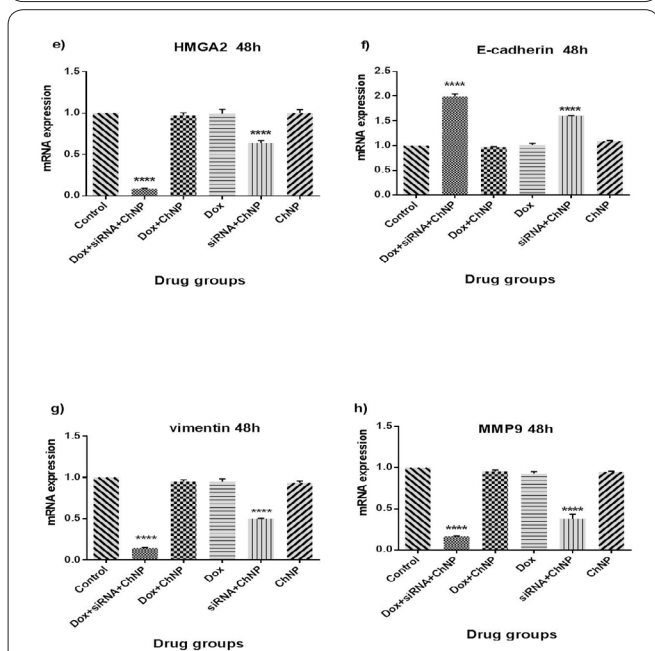 e)
HMGA2 48h
mRNA expression
1.5
1.0
0.5
0.0
****
****
Control
Dox+siRNA+ChNP
Dox+ChNP
Dox
siRNA+ChNP
ChNP
Drug groups
f)
E-cadherin 48h
mRNA expression
2.5
2.0
1.5
1.0
0.5
0.0
****
****
Control
Dox+siRNA+ChNP
Dox+ChNP
Dox
siRNA+ChNP
ChNP
Drug groups
g)
vimentin 48h
mRNA expression
1.5
1.0
0.5
0.0
****
****
Control
Dox+siRNA+ChNP
Dox+ChNP
Dox
siRNA+ChNP
ChNP
Drug groups
h)
MMP9 48h
mRNA expression
1.5
1.0
0.5
0.0
****
****
Control
Dox+siRNA+ChNP
Dox+ChNP
Dox
siRNA+ChNP
ChNP
Drug groups